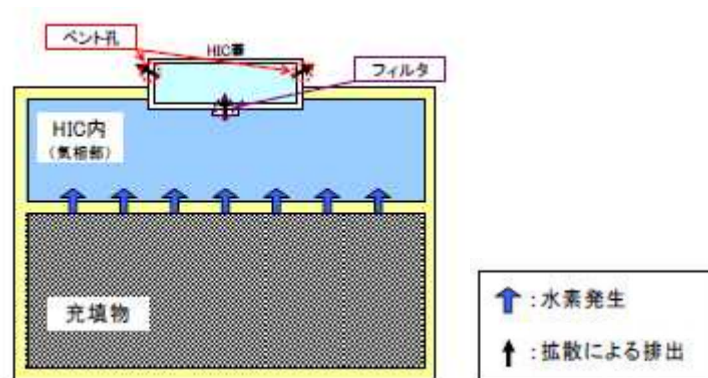 ベント孔
HIC蓋
フィルタ
HIC内
(気相部)
充填物
:水素発生
:拡散による排出